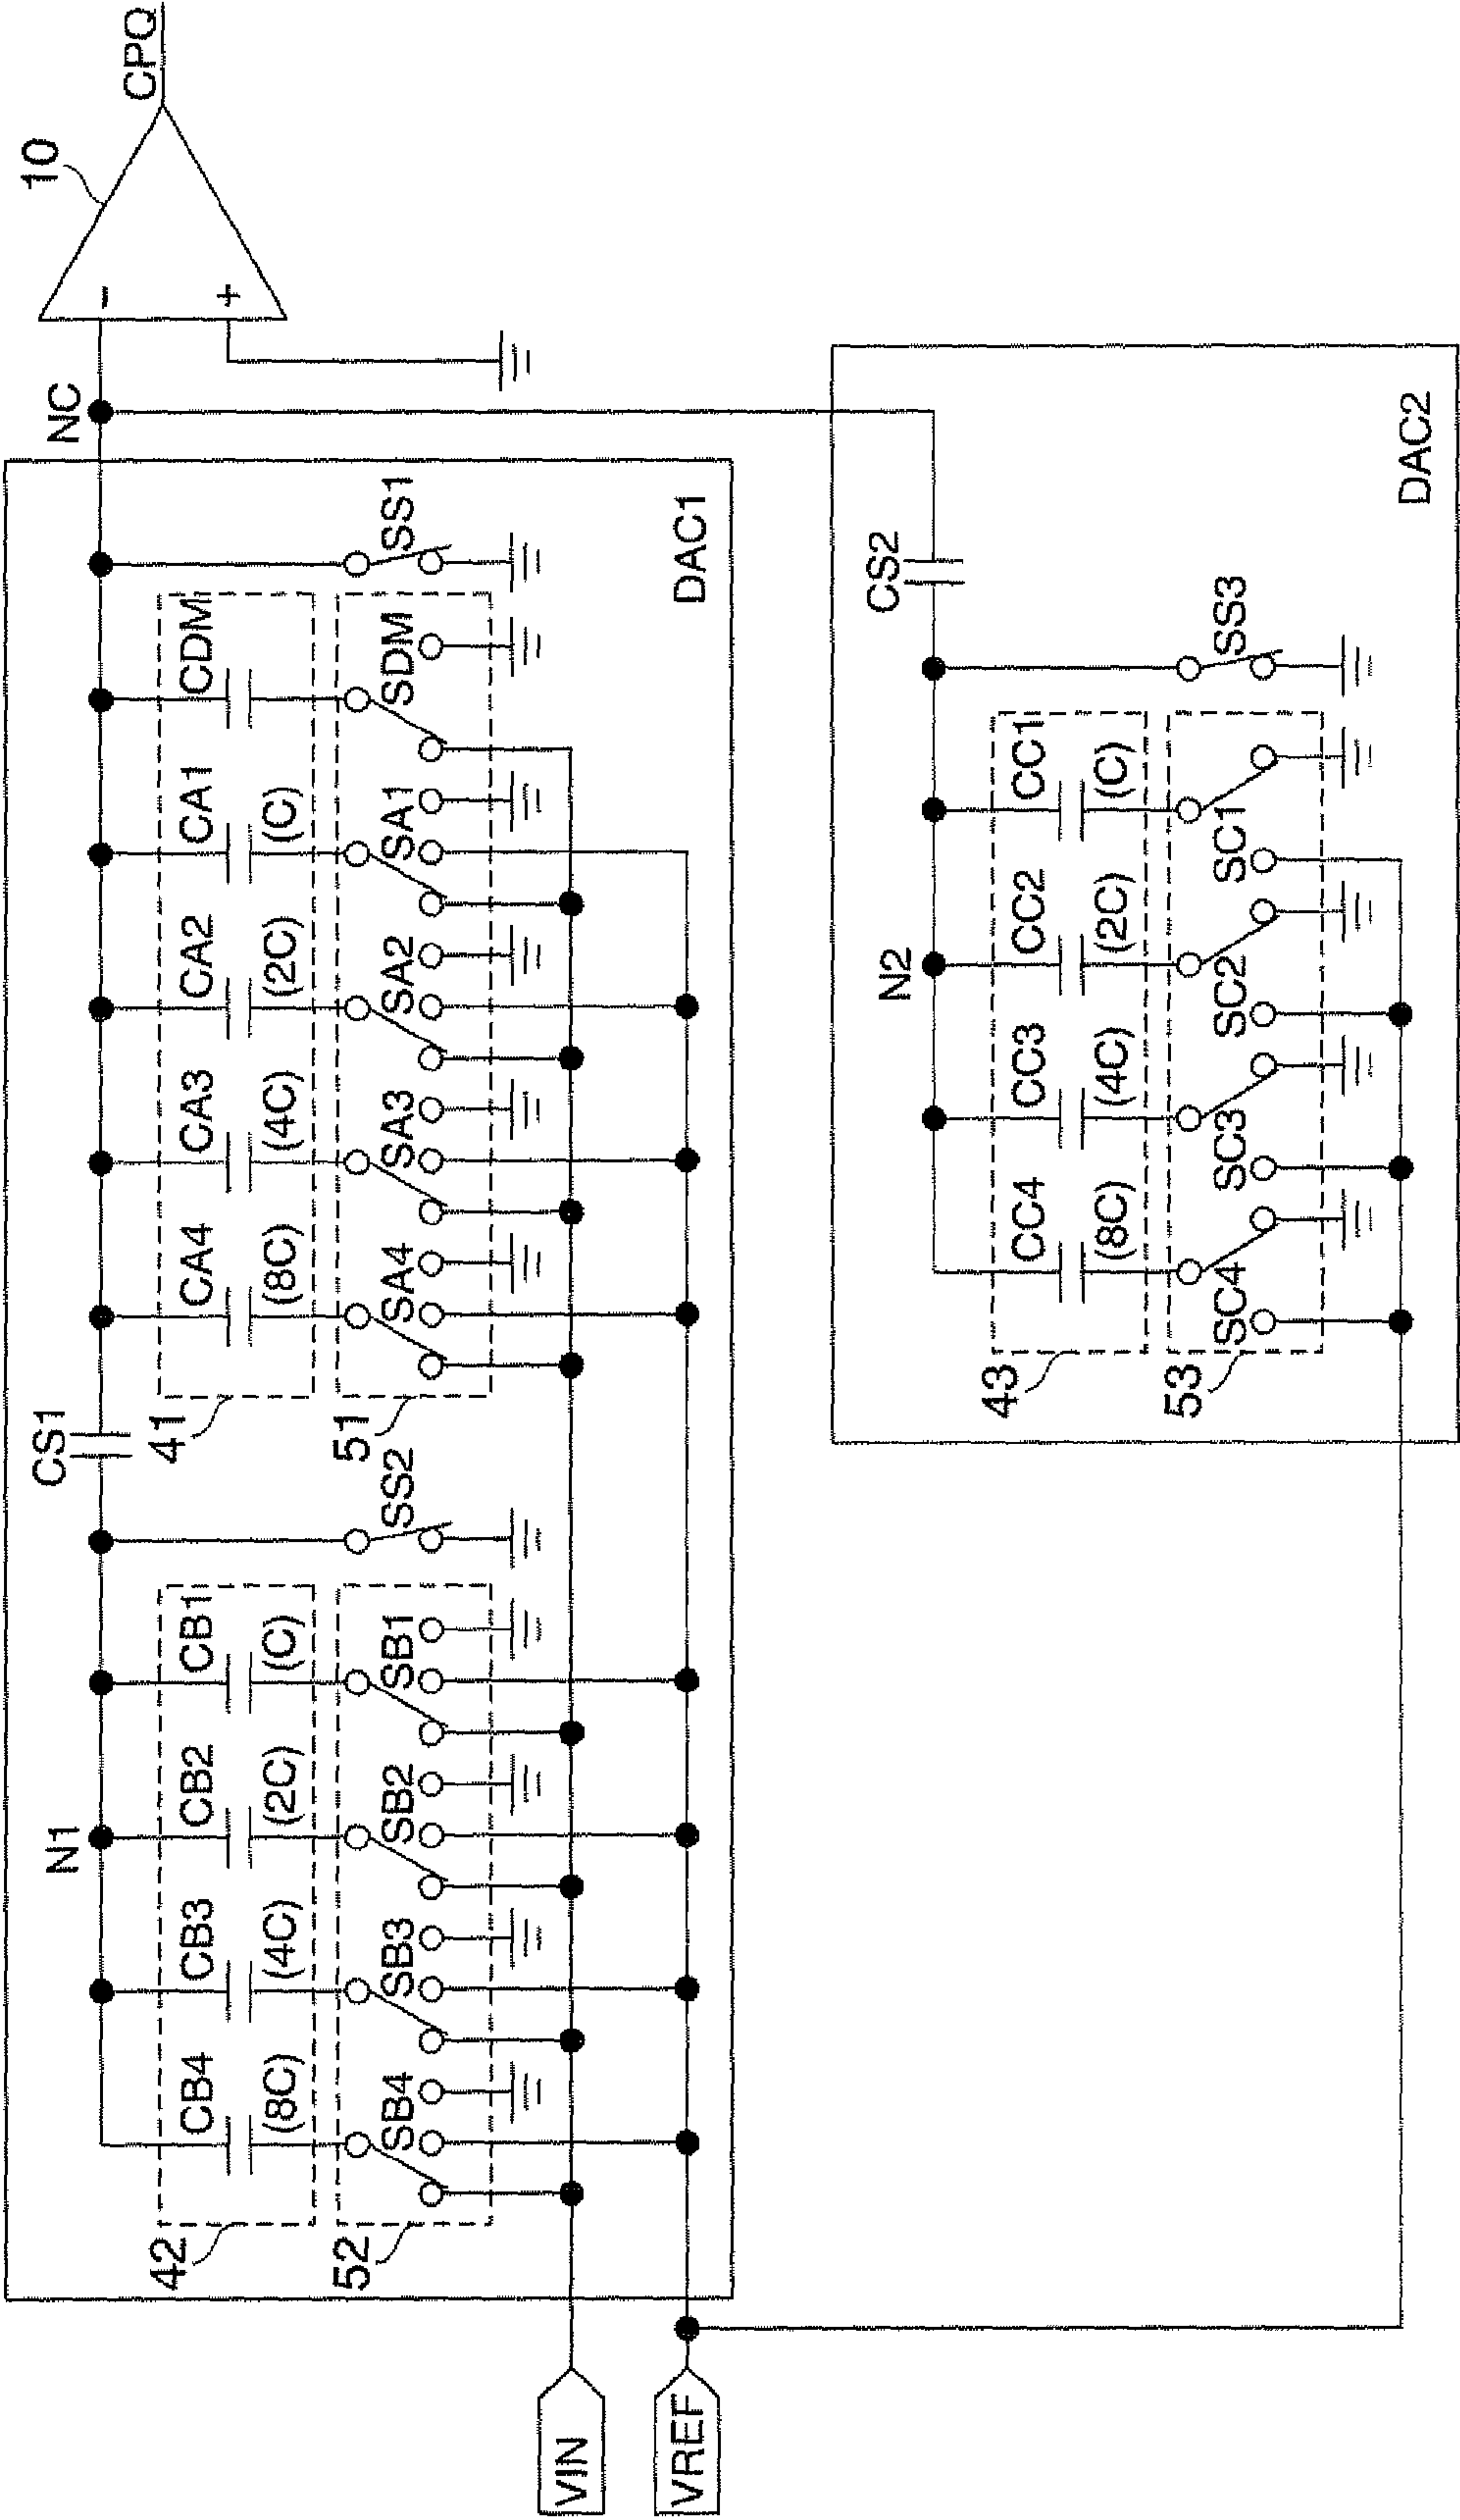 CS1
NC
10
CPQ
N1
CB4
CB3
CB2
CB1
CA4
CA3
CA2
CA1
CDM
(8C)
(4C)
(2C)
(C)
(8C)
(4C)
(2C)
(C)
-
+
42
41
SB4
SB3
SB2
SB1
SS2
SA4
SA3
SA2
SA1
SDM
SS1
52
51
VIN
VREF
DAC1
CS2
N2
CC4
CC3
CC2
CC1
(8C)
(4C)
(2C)
(C)
43
SC4
SC3
SC2
SC1
SS3
53
DAC2